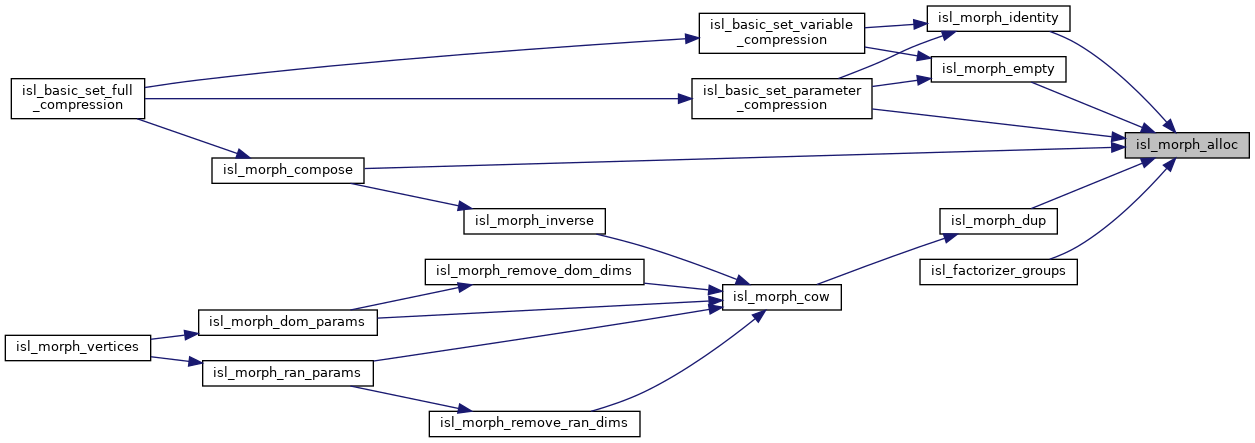 isl_morph_identity
isl_basic_set_variable
_compression
isl_morph_empty
isl_basic_set_full
_compression
isl_basic_set_parameter
_compression
isl_morph_alloc
isl_morph_compose
isl_morph_inverse
isl_morph_dup
isl_morph_remove_dom_dims
isl_factorizer_groups
isl_morph_cow
isl_morph_dom_params
isl_morph_vertices
isl_morph_ran_params
isl_morph_remove_ran_dims